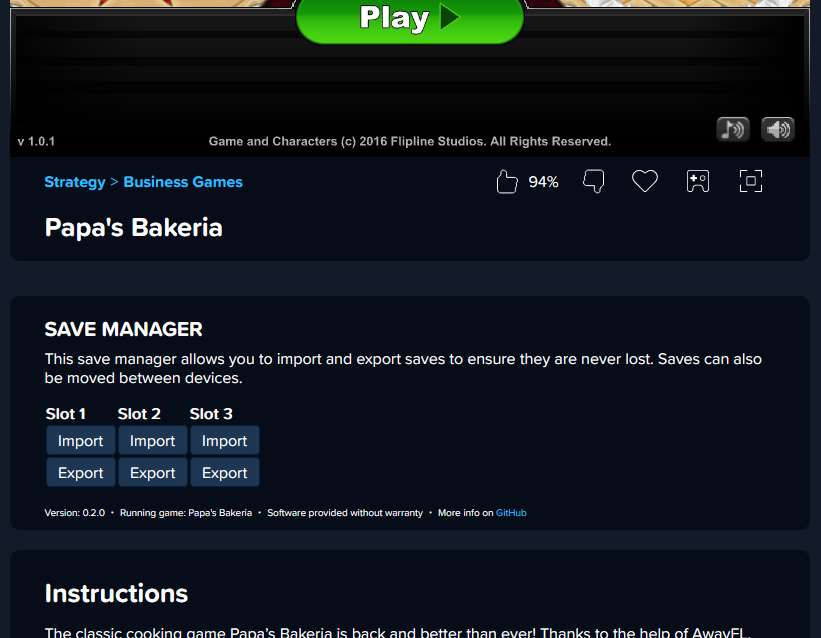 Play
v 1.0.1
Game and Characters (c) 2016 Flipline Studios. All Rights Reserved.
Strategy > Business Games
94%
Papa's Bakeria
SAVE MANAGER
This save manager allows you to import and export saves to ensure they are never lost. Saves can also
be moved between devices.
Slot 1 Slot 2 Slot 3
Import Import Import
Export Export Export
Version: 0.2.0 • Running game: Papa's Bakeria • Software provided without warranty • More info on GitHub
Instructions
The classic cooking game Papa's Bakeria is back and better than ever! Thanks to the help of AwayFL,